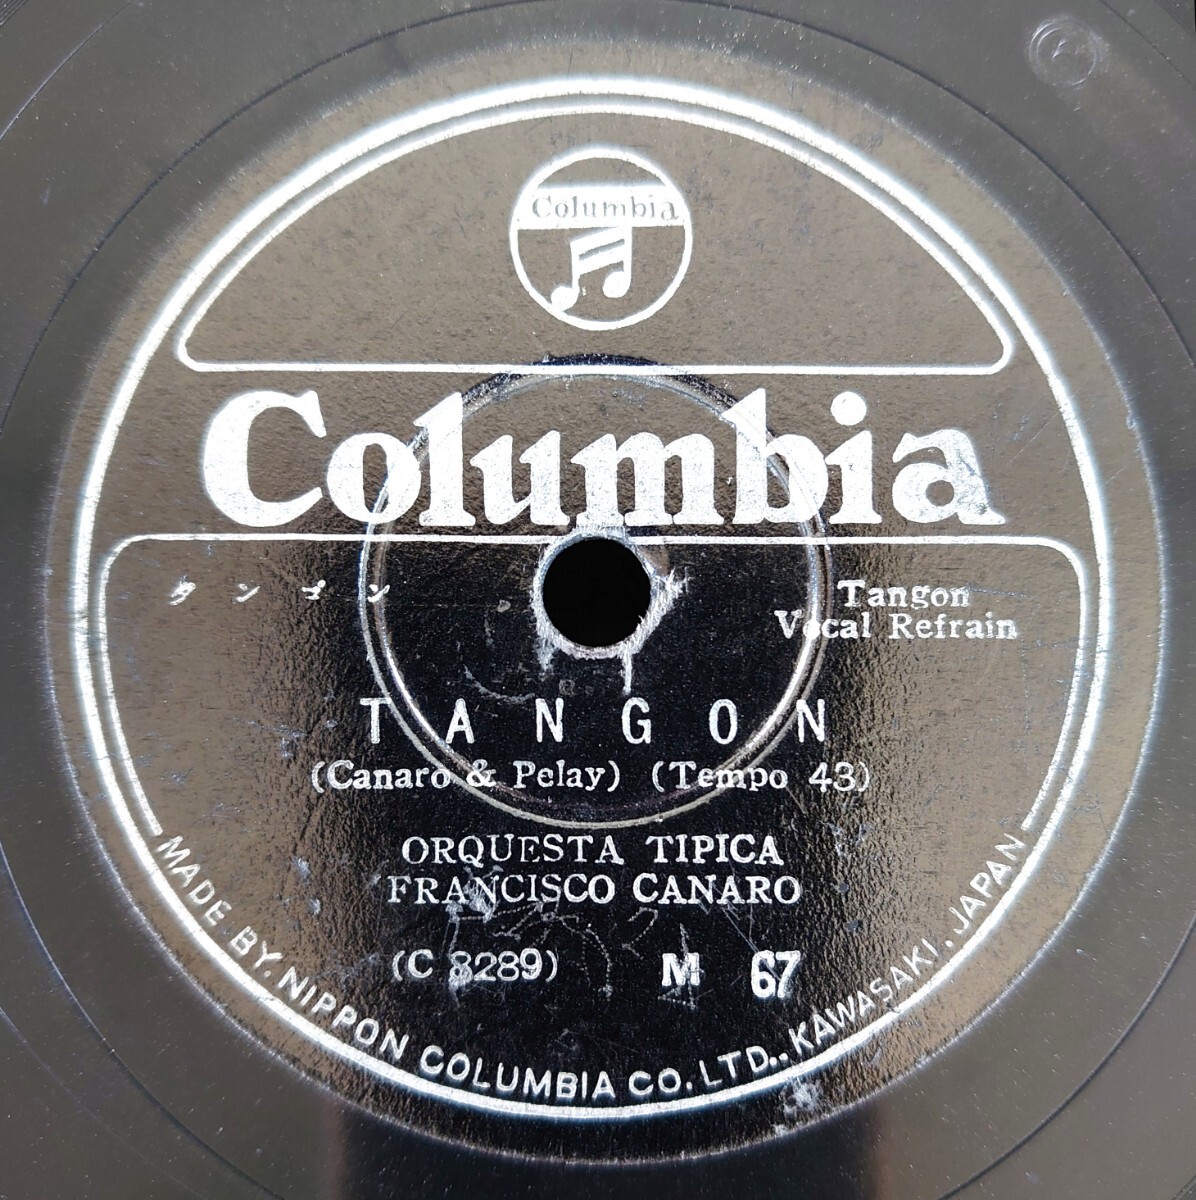 Columbia
Columbia
タンゴン
Tangon
Vocal Refrain
TANGON
(Canaro & Pelay) (Tempo 43)
ORQUESTA TIPICA
FRANCISCO CANARO
(C 8289) M 67
MADE BY. NIPPON COLUMBIA CO. LTD., KAWASAKI. JAPAN